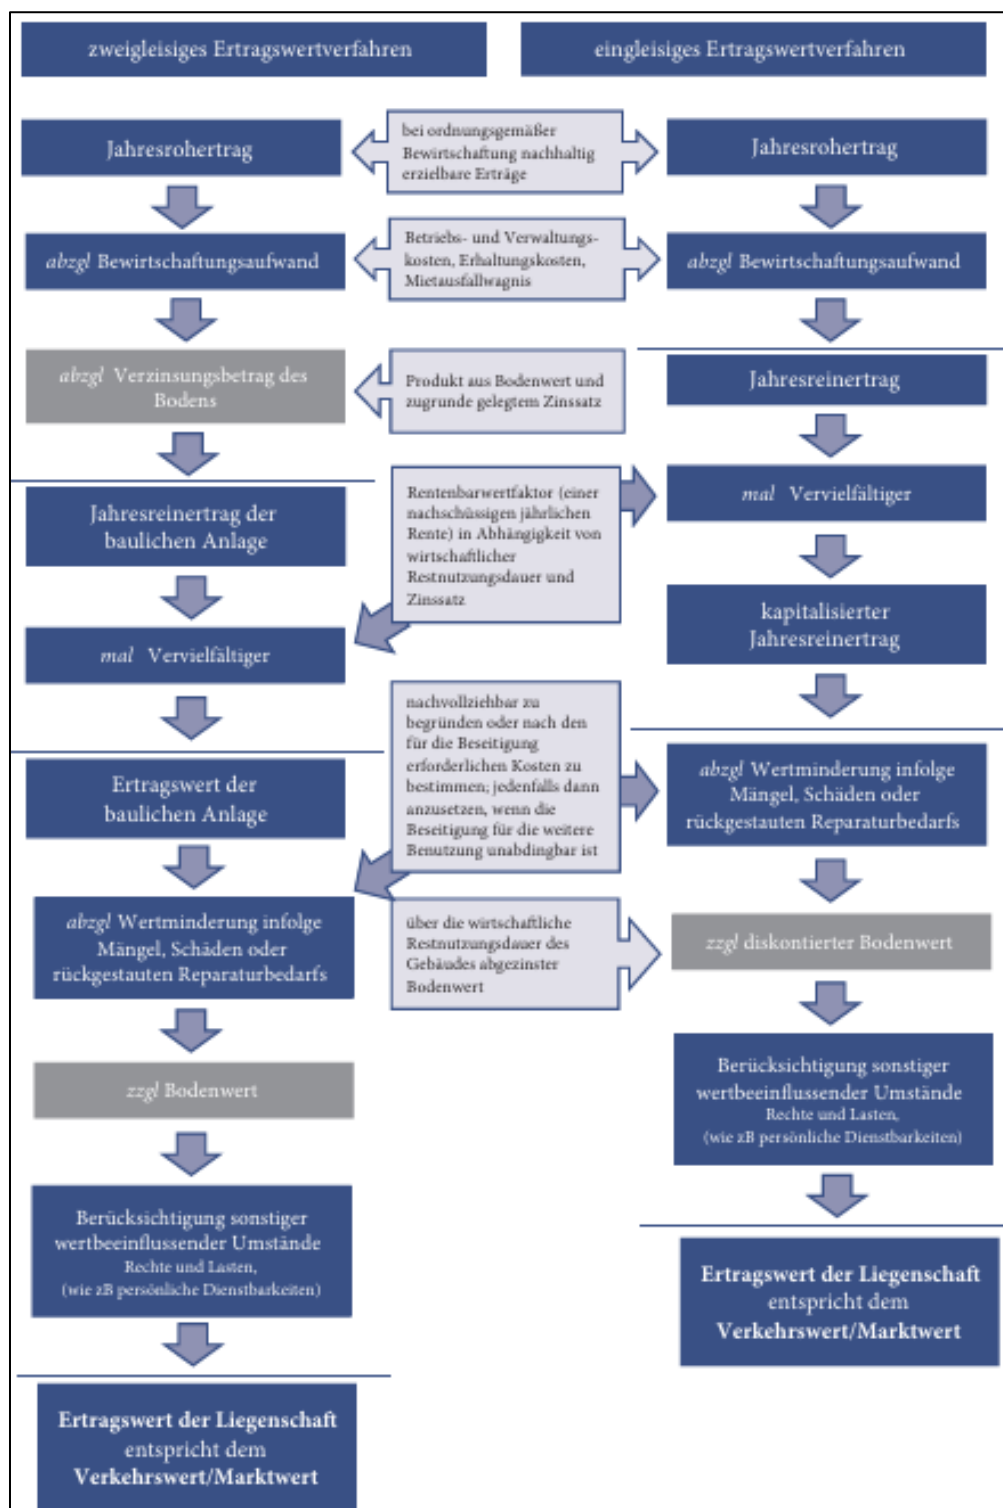 zweigleisiges Ertragswertverfahren
eingleisiges Ertragswertverfahren
Jahresrohertrag
bei ordnungsgemäßer
Bewirtschaftung nachhaltig
erzielbare Erträge
Jahresrohertrag
abzgl Bewirtschaftungsaufwand
Betriebs- und Verwaltungs-
kosten, Erhaltungskosten,
Mietausfallwagnis
abzgl Bewirtschaftungsaufwand
abzgl Verzinsungsbetrag des
Bodens
Produkt aus Bodenwert und
zugrunde gelegtem Zinssatz
Jahresreinertrag
Jahresreinertrag der
baulichen Anlage
Rentenbarwertfaktor (einer
nachschüssigen jährlichen
Rente) in Abhängigkeit von
wirtschaftlicher
Restnutzungsdauer und
Zinssatz
mal Vervielfältiger
kapitalisierter
Jahresreinertrag
mal Vervielfältiger
nachvollziehbar zu
begründen oder nach den
für die Beseitigung
erforderlichen Kosten zu
bestimmen; jedenfalls dann
anzusetzen, wenn die
Beseitigung für die weitere
Benutzung unabdingbar ist
Ertragswert der
baulichen Anlage
abzgl Wertminderung infolge
Mängel, Schäden oder
rückgestauten Reparaturbedarfs
abzgl Wertminderung infolge
Mängel, Schäden oder
rückgestauten Reparaturbedarfs
über die wirtschaftliche
Restnutzungsdauer des
Gebäudes abgezinster
Bodenwert
zzgl diskontierter Bodenwert
zzgl Bodenwert
Berücksichtigung sonstiger
wertbeeinflussender Umstände
Rechte und Lasten,
(wie zB persönliche Dienstbarkeiten)
Berücksichtigung sonstiger
wertbeeinflussender Umstände
Rechte und Lasten,
(wie zB persönliche Dienstbarkeiten)
Ertragswert der Liegenschaft
entspricht dem
Verkehrswert/Marktwert
Ertragswert der Liegenschaft
entspricht dem
Verkehrswert/Marktwert